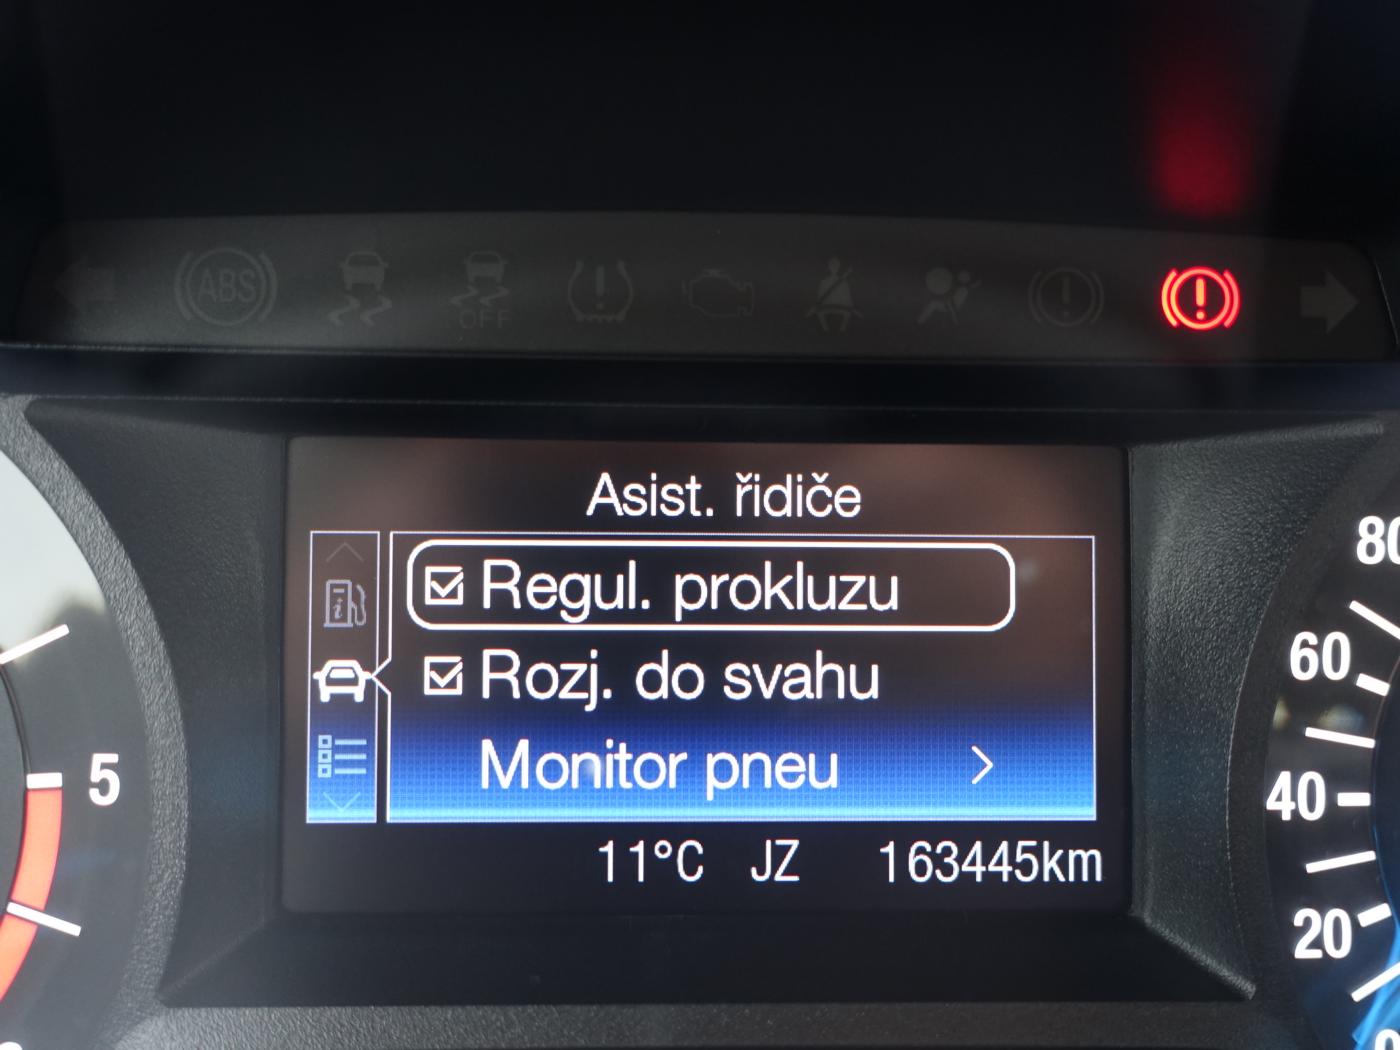 ABS
OFF
Asist. řidiče
Regul. prokluzu
Rozj. do svahu
Monitor pneu
11°C JZ 163445km
5
80
60
40
20